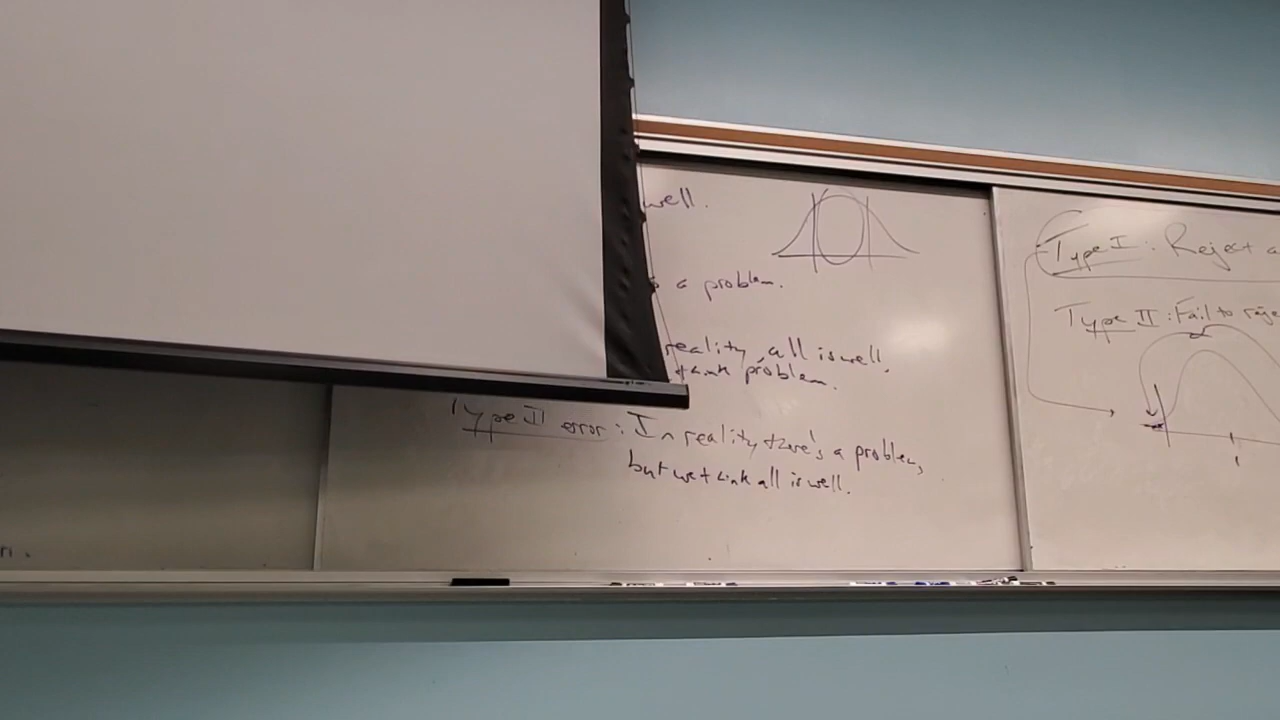 well.
a problem.
reality, all is well,
think problem.
Type II error: In reality there's a problem,
but we think all is well.
Type I: Reject a
Type II: Fail to reje
n.